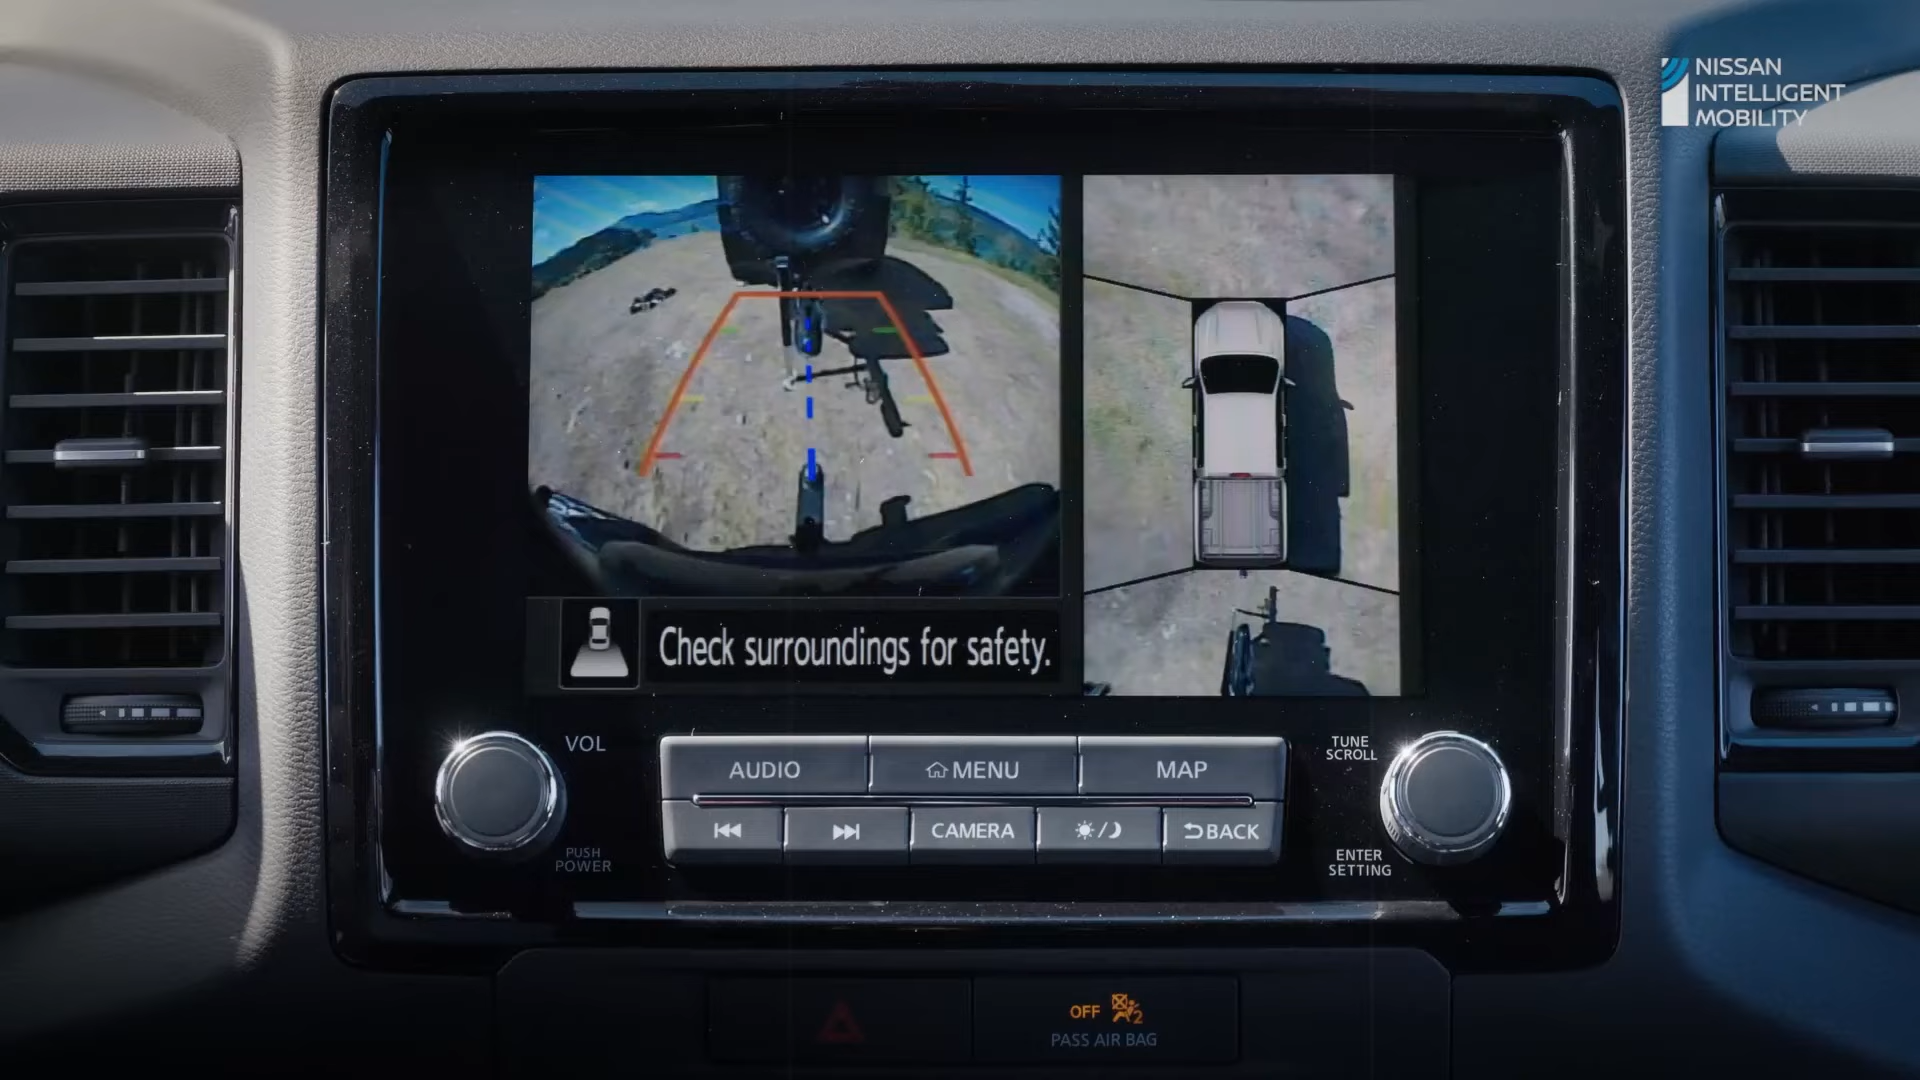 NISSAN
INTELLIGENT
MOBILITY
Check surroundings for safety.
VOL
TUNE
SCROLL
AUDIO
MENU
MAP
CAMERA
BACK
PUSH
POWER
ENTER
SETTING
OFF
2
PASS AIR BAG